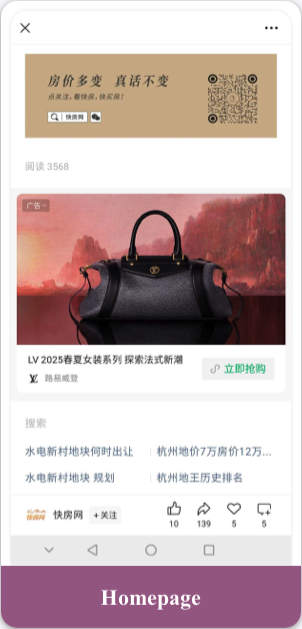 房价多变 真话不变
点关注,看快房,快买房!
快房网
阅读 3568
广告
LV 2025春夏女装系列 探索法式新潮
路易威登
立即抢购
搜索
水电新村地块何时出让
杭州地价7万房价12万...
水电新村地块 规划
杭州地王历史排名
快房网
快房网
+关注
10
139
5
5
Homepage